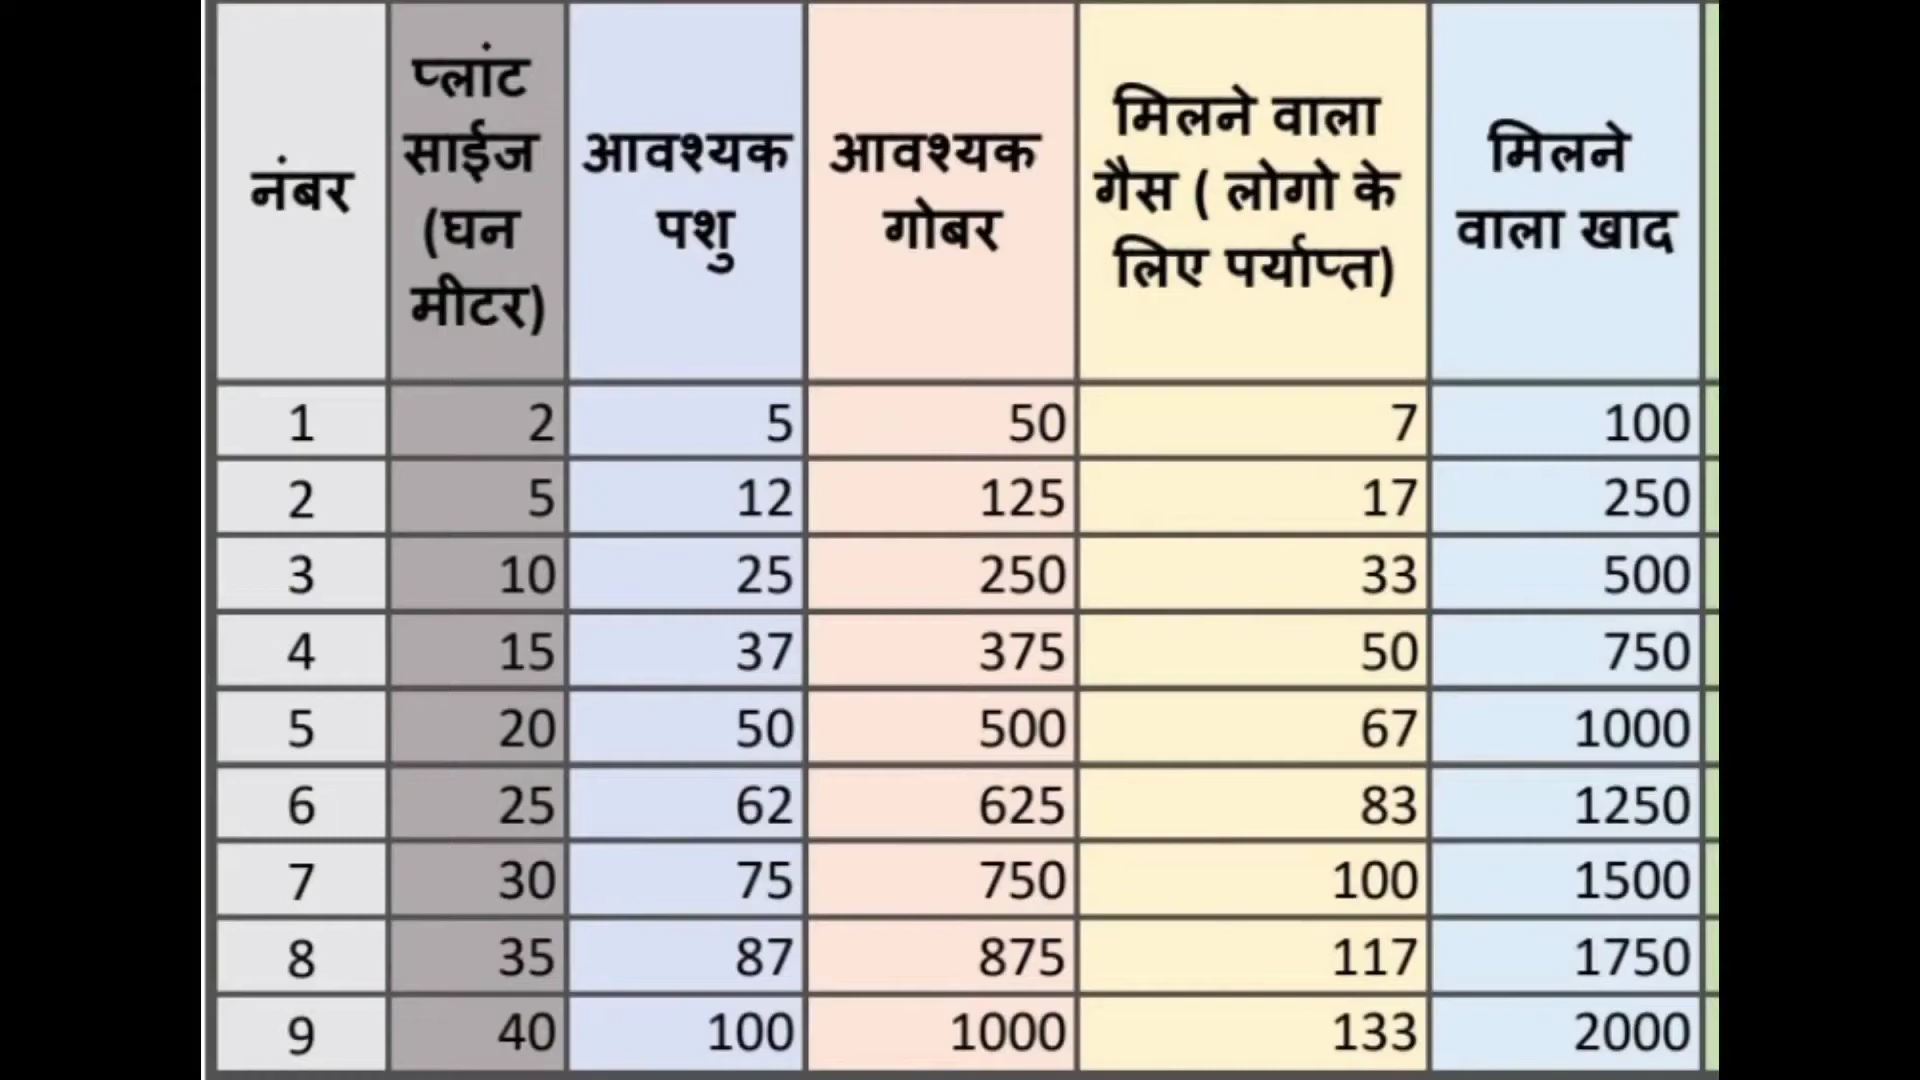 नंबर
प्लांट साईज (घन मीटर)
आवश्यक पशु
आवश्यक गोबर
मिलने वाला गैस ( लोगो के लिए पर्याप्त)
मिलने वाला खाद
1 2 5 50 7 100
2 5 12 125 17 250
3 10 25 250 33 500
4 15 37 375 50 750
5 20 50 500 67 1000
6 25 62 625 83 1250
7 30 75 750 100 1500
8 35 87 875 117 1750
9 40 100 1000 133 2000